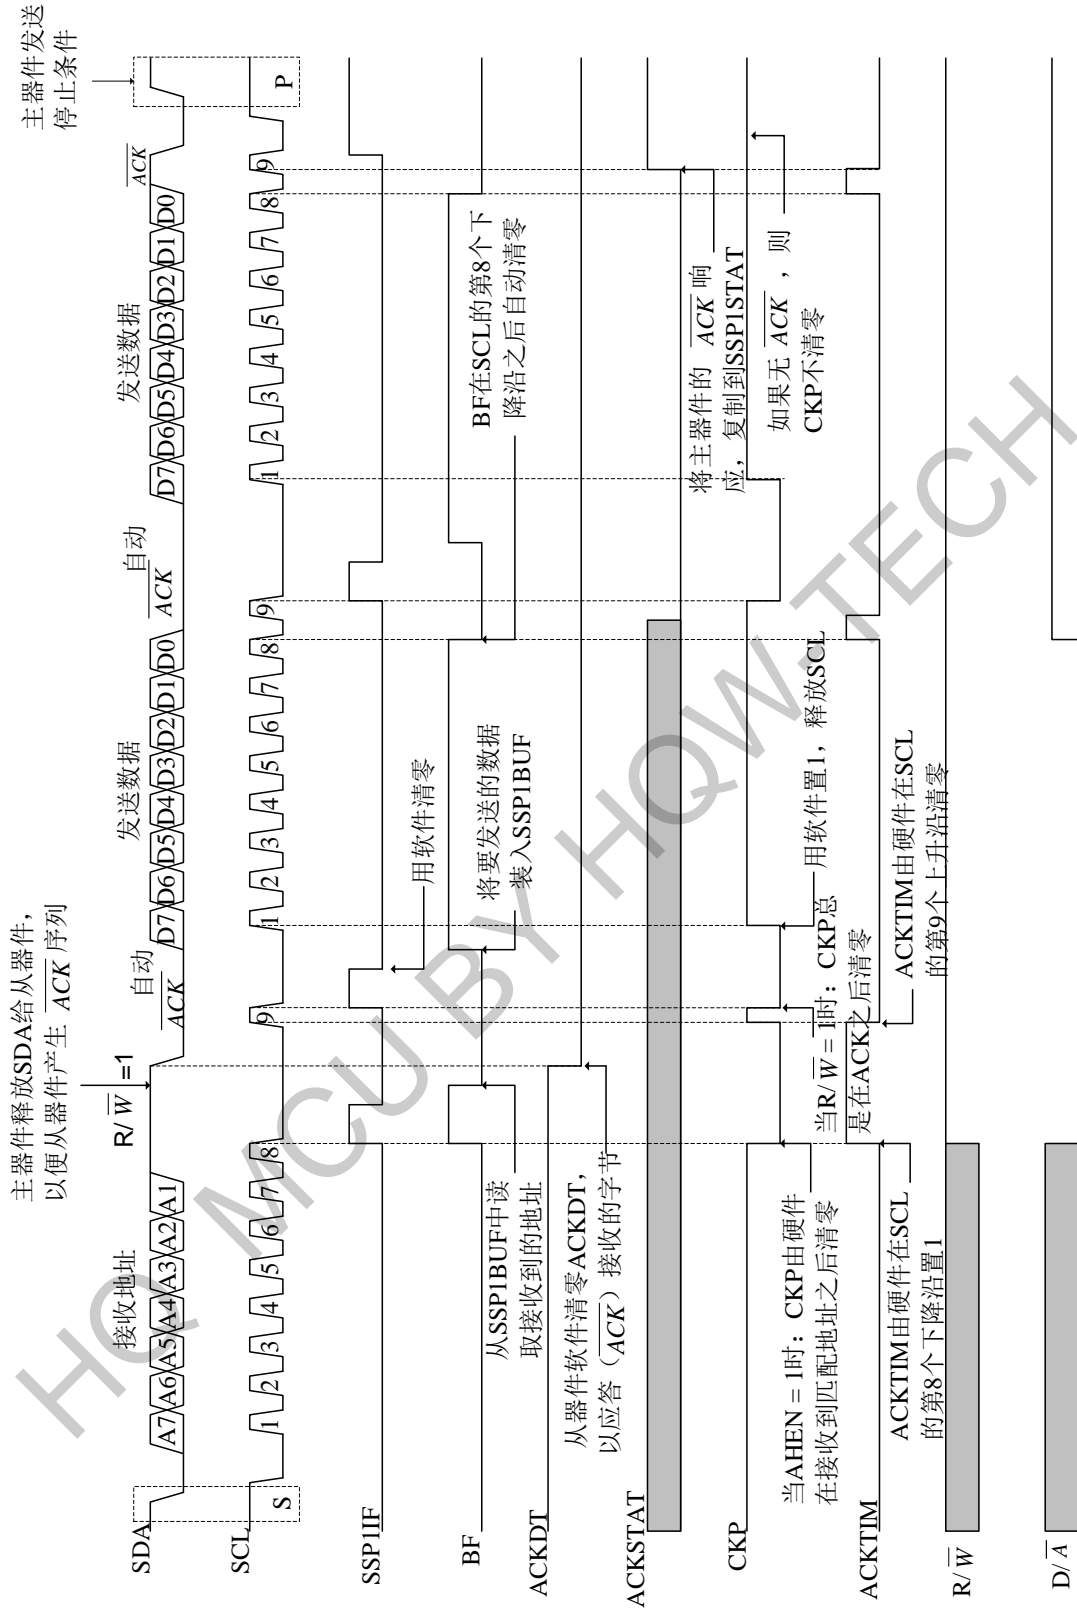 主器件释放SDA给从器件，
以便从器件产生 ACK 序列
主器件发送
停止条件
接收地址
R/W =1
自动
ACK
发送数据
自动
ACK
发送数据
ACK
SDA
A7 A6 A5 A4 A3 A2 A1
D7 D6 D5 D4 D3 D2 D1 D0
D7 D6 D5 D4 D3 D2 D1 D0
SCL
S
1 2 3 4 5 6 7 8 9
1 2 3 4 5 6 7 8 9
1 2 3 4 5 6 7 8 9
P
SSP1IF
用软件清零
BF
从SSP1BUF中读
取接收到的地址
将要发送的数据
装入SSP1BUF
BF在SCL的第8个下
降沿之后自动清零
ACKDT
从器件软件清零ACKDT，
以应答（ACK）接收的字节
ACKSTAT
将主器件的 ACK 响
应，复制到SSP1STAT
CKP
当AHEN = 1时：CKP由硬件
在接收到匹配地址之后清零
当R/W = 1时：CKP总
是在ACK之后清零
用软件置1，释放SCL
如果无 ACK ，则
CKP不清零
ACKTIM
ACKTIM由硬件在SCL
的第8个下降沿置1
ACKTIM由硬件在SCL
的第9个上升沿清零
R/W
D/A
HQ MCU BY HQW-TECH